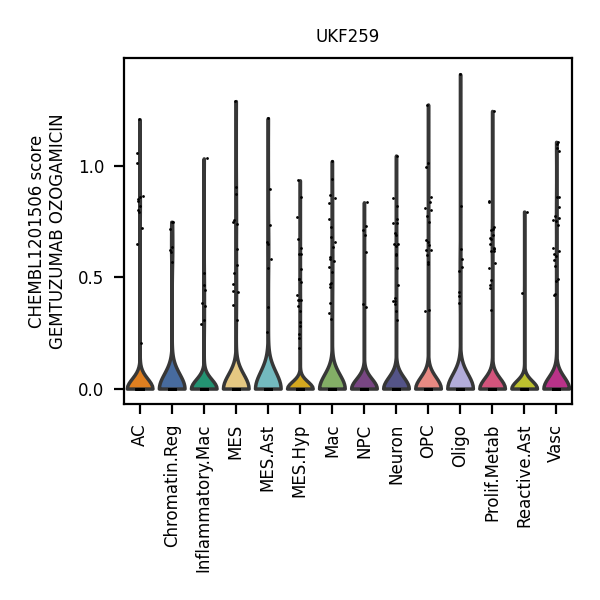 UKF259
CHEMBL1201506 score
GEMTUZUMAB OZOGAMICIN
1.0
0.5
0.0
AC
Chromatin.Reg
Inflammatory.Mac
MES
MES.Ast
MES.Hyp
Mac
NPC
Neuron
OPC
Oligo
Prolif.Metab
Reactive.Ast
Vasc